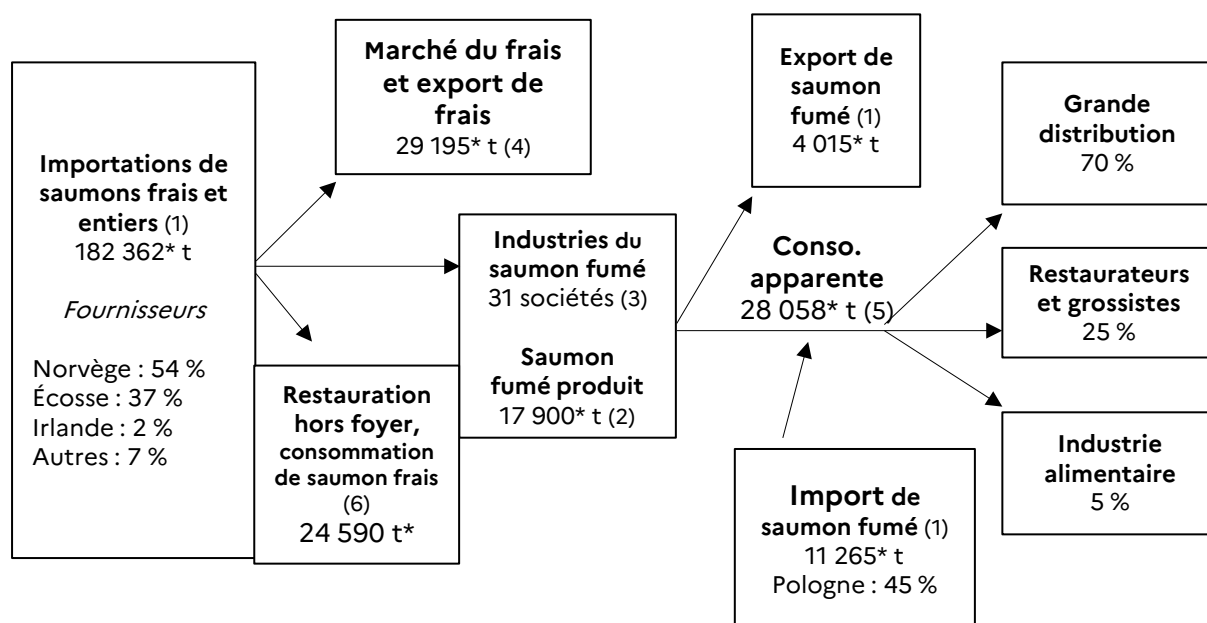 Importations de
saumons frais et
entiers (1)
182 362* t
Fournisseurs
Norvège : 54 %
Écosse : 37 %
Irlande : 2 %
Autres : 7 %
Marché du frais
et export de
frais
29 195* t (4)
Restauration
hors foyer,
consommation
de saumon frais
(6)
24 590 t*
Industries du
saumon fumé
31 sociétés (3)
Saumon
fumé produit
17 900* t (2)
Export de
saumon
fumé (1)
4 015* t
Conso.
apparente
28 058* t (5)
Import de
saumon fumé (1)
11 265* t
Pologne : 45 %
Grande
distribution
70 %
Restaurateurs
et grossistes
25 %
Industrie
alimentaire
5 %